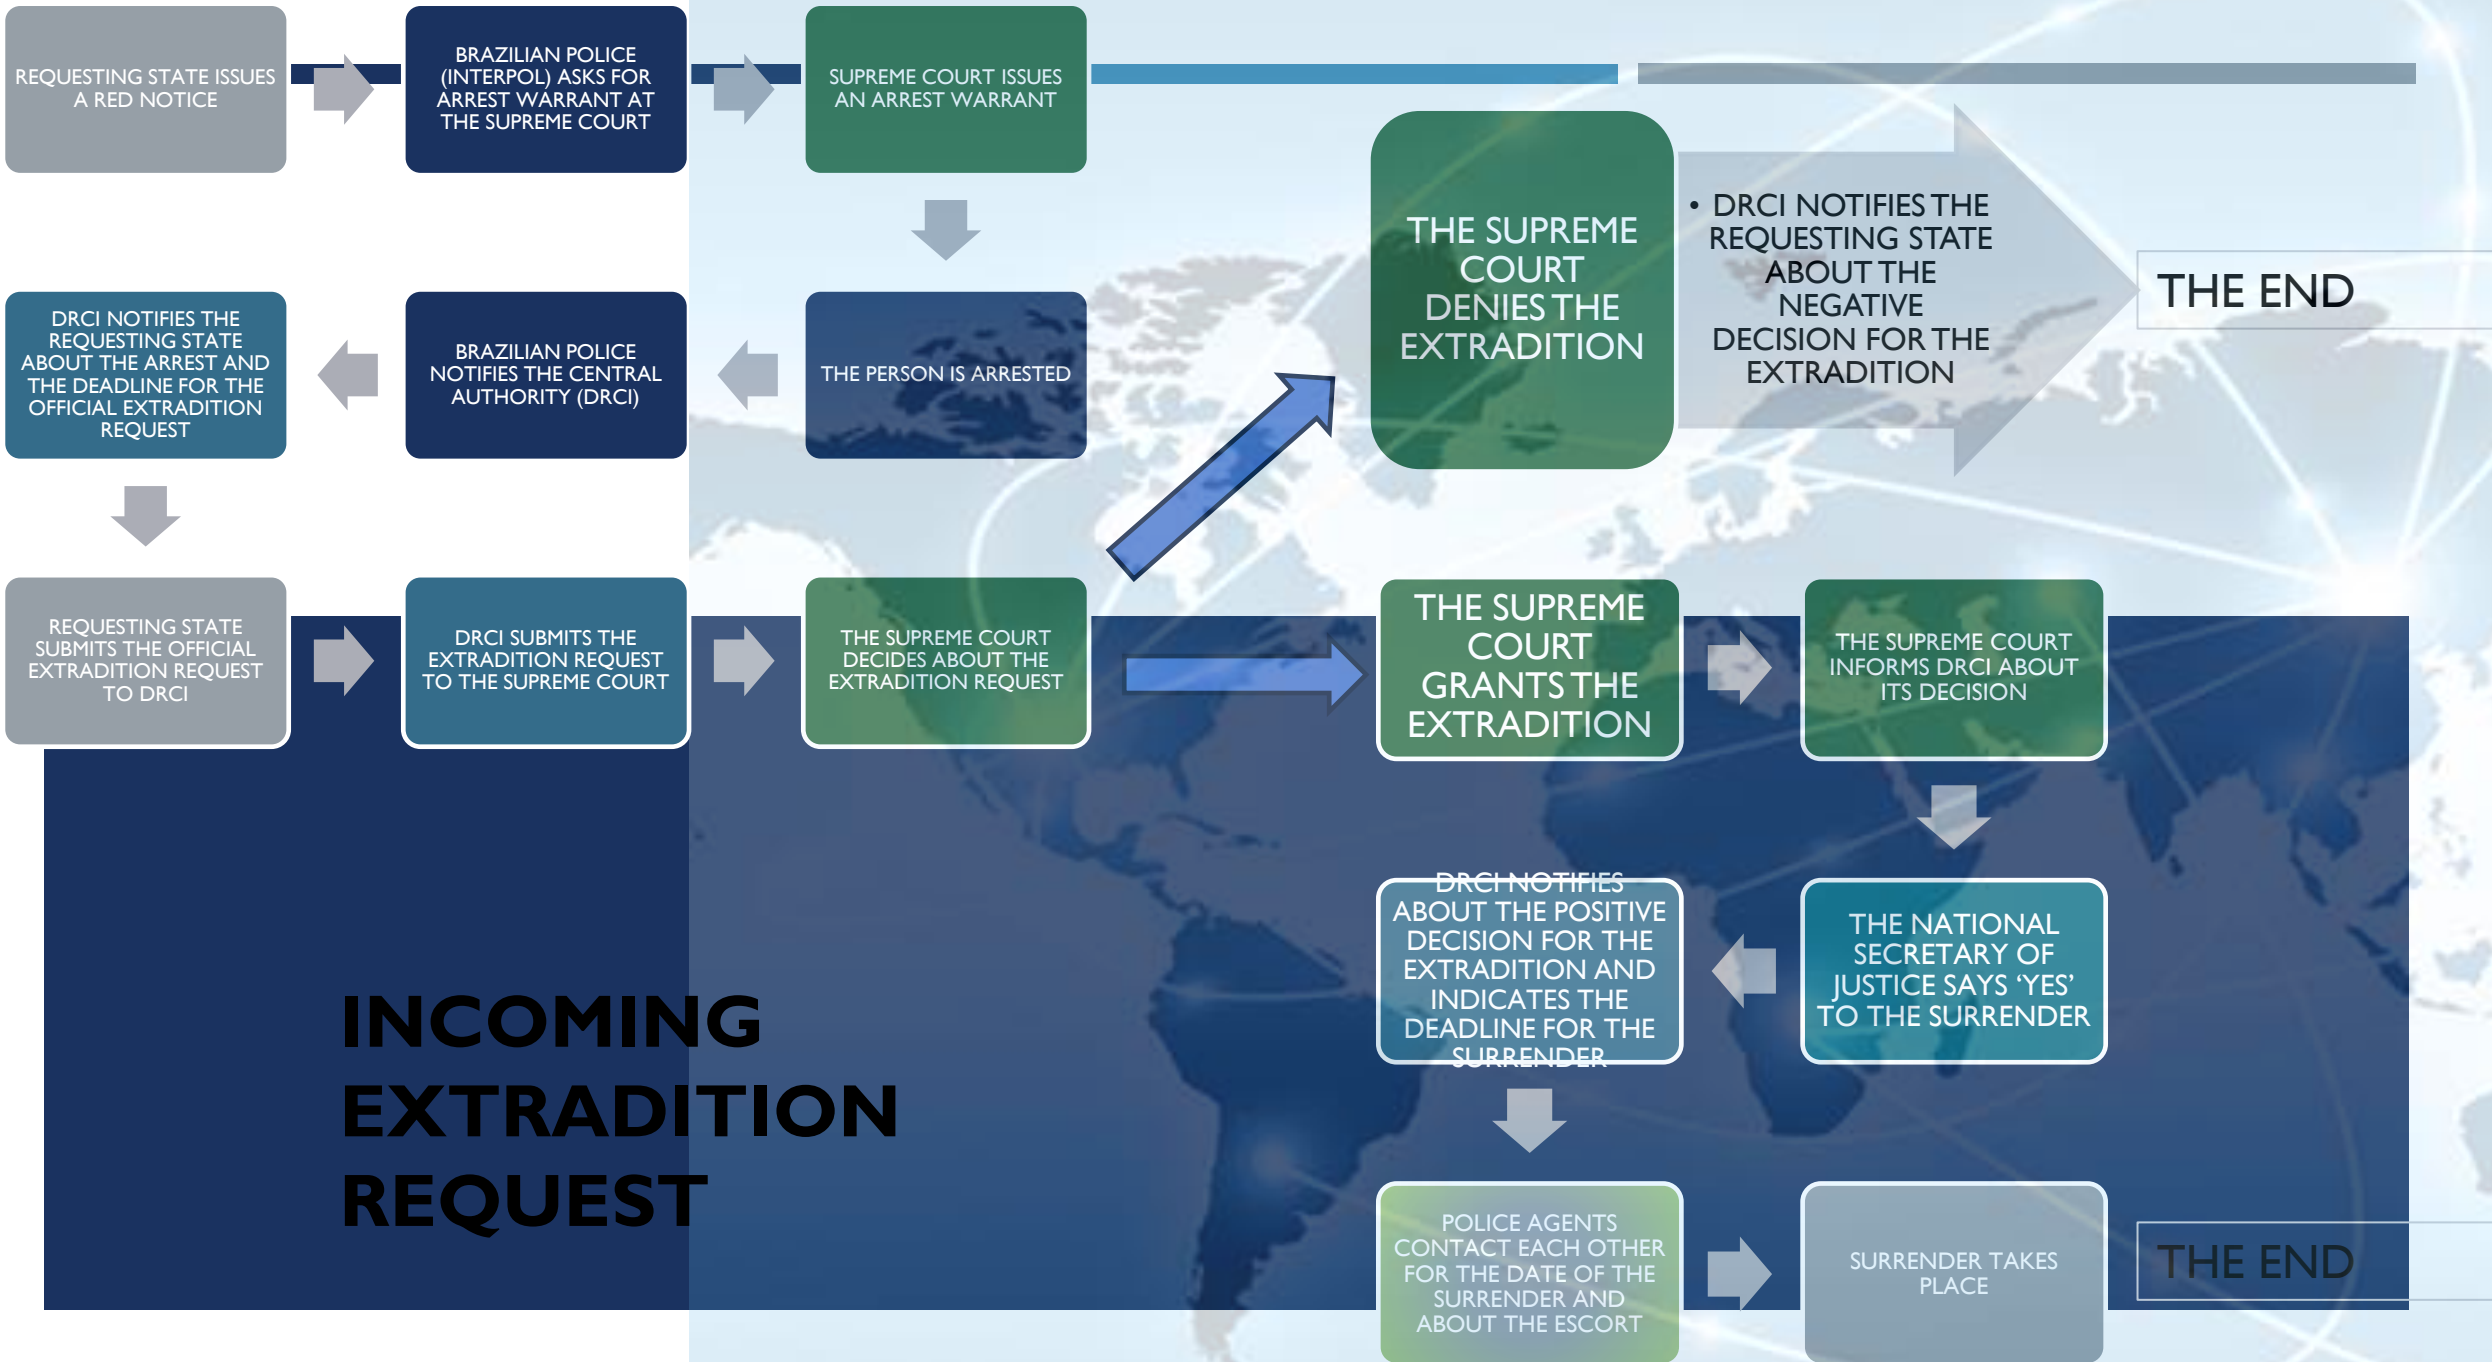 REQUESTING STATE ISSUES
A RED NOTICE
BRAZILIAN POLICE
(INTERPOL) ASKS FOR
ARREST WARRANT AT
THE SUPREME COURT
SUPREME COURT ISSUES
AN ARREST WARRANT
THE PERSON IS ARRESTED
BRAZILIAN POLICE
NOTIFIES THE CENTRAL
AUTHORITY (DRCI)
DRCI NOTIFIES THE
REQUESTING STATE
ABOUT THE ARREST AND
THE DEADLINE FOR THE
OFFICIAL EXTRADITION
REQUEST
REQUESTING STATE
SUBMITS THE OFFICIAL
EXTRADITION REQUEST
TO DRCI
DRCI SUBMITS THE
EXTRADITION REQUEST
TO THE SUPREME COURT
THE SUPREME COURT
DECIDES ABOUT THE
EXTRADITION REQUEST
THE SUPREME
COURT
DENIES THE
EXTRADITION
• DRCI NOTIFIES THE
REQUESTING STATE
ABOUT THE
NEGATIVE
DECISION FOR THE
EXTRADITION
THE END
THE SUPREME
COURT
GRANTS THE
EXTRADITION
THE SUPREME COURT
INFORMS DRCI ABOUT
ITS DECISION
THE NATIONAL
SECRETARY OF
JUSTICE SAYS ‘YES’
TO THE SURRENDER
DRCI NOTIFIES
ABOUT THE POSITIVE
DECISION FOR THE
EXTRADITION AND
INDICATES THE
DEADLINE FOR THE
SURRENDER
POLICE AGENTS
CONTACT EACH OTHER
FOR THE DATE OF THE
SURRENDER AND
ABOUT THE ESCORT
SURRENDER TAKES
PLACE
THE END
INCOMING
EXTRADITION
REQUEST